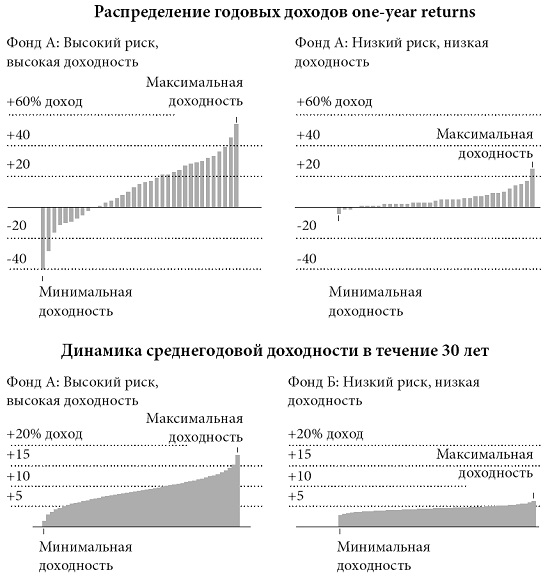 Распределение годовых доходов one-year returns
Фонд А: Высокий риск,
высокая доходность
Максимальная
доходность
+60% доход
+40
+20
-20
-40
Минимальная
доходность
Фонд А: Низкий риск, низкая
доходность
+60% доход
+40
Максимальная
доходность
+20
-20
-40
Минимальная
доходность
Динамика среднегодовой доходности в течение 30 лет
Фонд А: Высокий риск,
высокая доходность
Максимальная
доходность
+20% доход
+15
+10
+5
Минимальная
доходность
Фонд Б: Низкий риск, низкая
доходность
+20% доход
+15
Максимальная
доходность
+10
+5
Минимальная
доходность